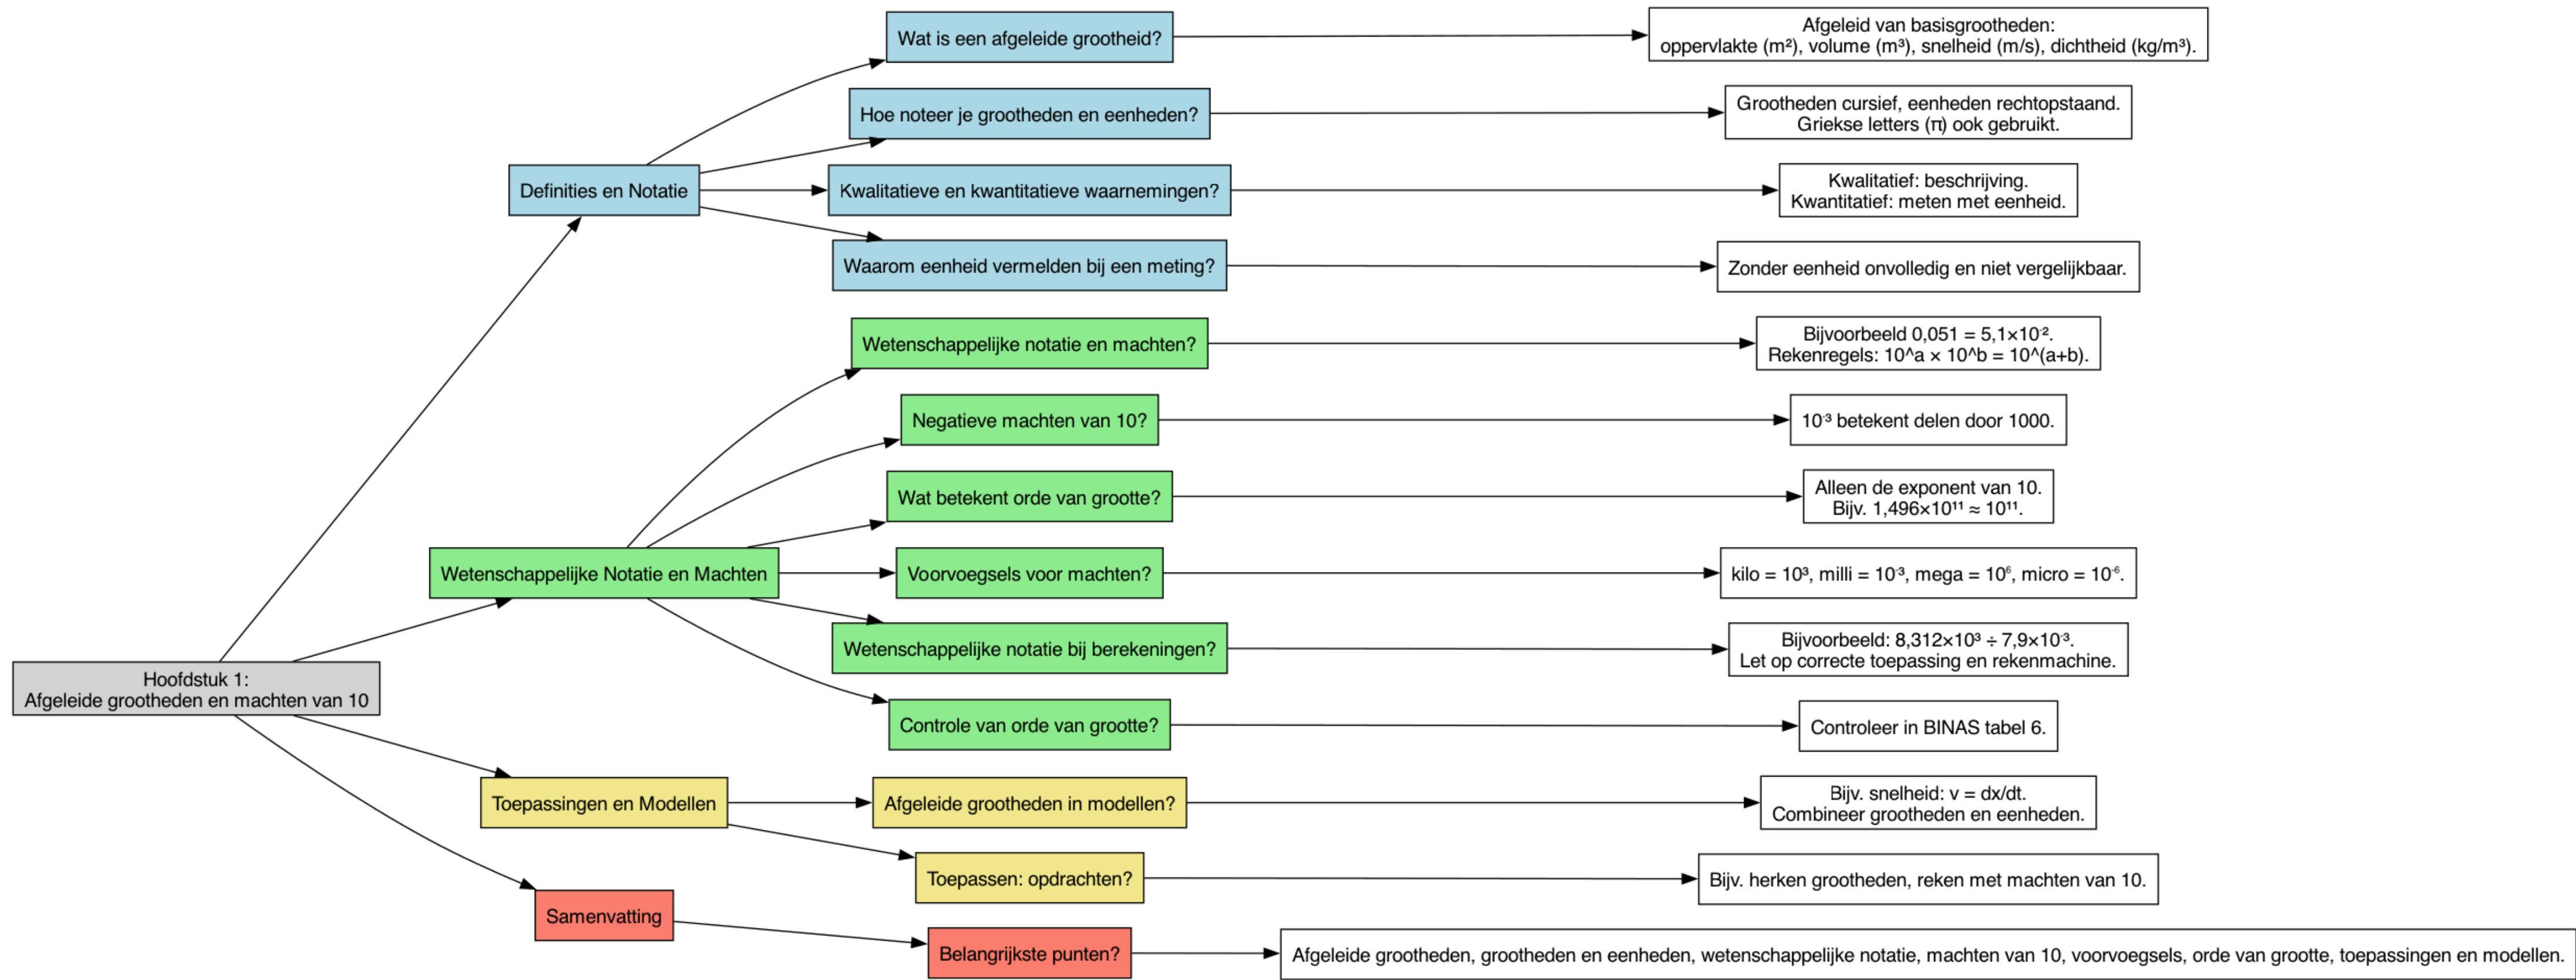 Hoofdstuk 1:
Afgeleide grootheden en machten van 10
Definities en Notatie
Wat is een afgeleide grootheid?
Afgeleid van basisgrootheden:
oppervlakte (m²), volume (m³), snelheid (m/s), dichtheid (kg/m³).
Hoe noteer je grootheden en eenheden?
Grootheden cursief, eenheden rechtopstaand.
Griekse letters (π) ook gebruikt.
Kwalitatieve en kwantitatieve waarnemingen?
Kwalitatief: beschrijving.
Kwantitatief: meten met eenheid.
Waarom eenheid vermelden bij een meting?
Zonder eenheid onvolledig en niet vergelijkbaar.
Wetenschappelijke Notatie en Machten
Wetenschappelijke notatie en machten?
Bijvoorbeeld 0,051 = 5,1×10⁻².
Rekenregels: 10^a × 10^b = 10^(a+b).
Negatieve machten van 10?
10⁻³ betekent delen door 1000.
Wat betekent orde van grootte?
Alleen de exponent van 10.
Bijv. 1,496×10¹¹ ≈ 10¹¹.
Voorvoegsels voor machten?
kilo = 10³, milli = 10⁻³, mega = 10⁶, micro = 10⁻⁶.
Wetenschappelijke notatie bij berekeningen?
Bijvoorbeeld: 8,312×10³ ÷ 7,9×10⁻³.
Let op correcte toepassing en rekenmachine.
Controle van orde van grootte?
Controleer in BINAS tabel 6.
Toepassingen en Modellen
Afgeleide grootheden in modellen?
Bijv. snelheid: v = dx/dt.
Combineer grootheden en eenheden.
Toepassen: opdrachten?
Bijv. herken grootheden, reken met machten van 10.
Samenvatting
Belangrijkste punten?
Afgeleide grootheden, grootheden en eenheden, wetenschappelijke notatie, machten van 10, voorvoegsels, orde van grootte, toepassingen en modellen.